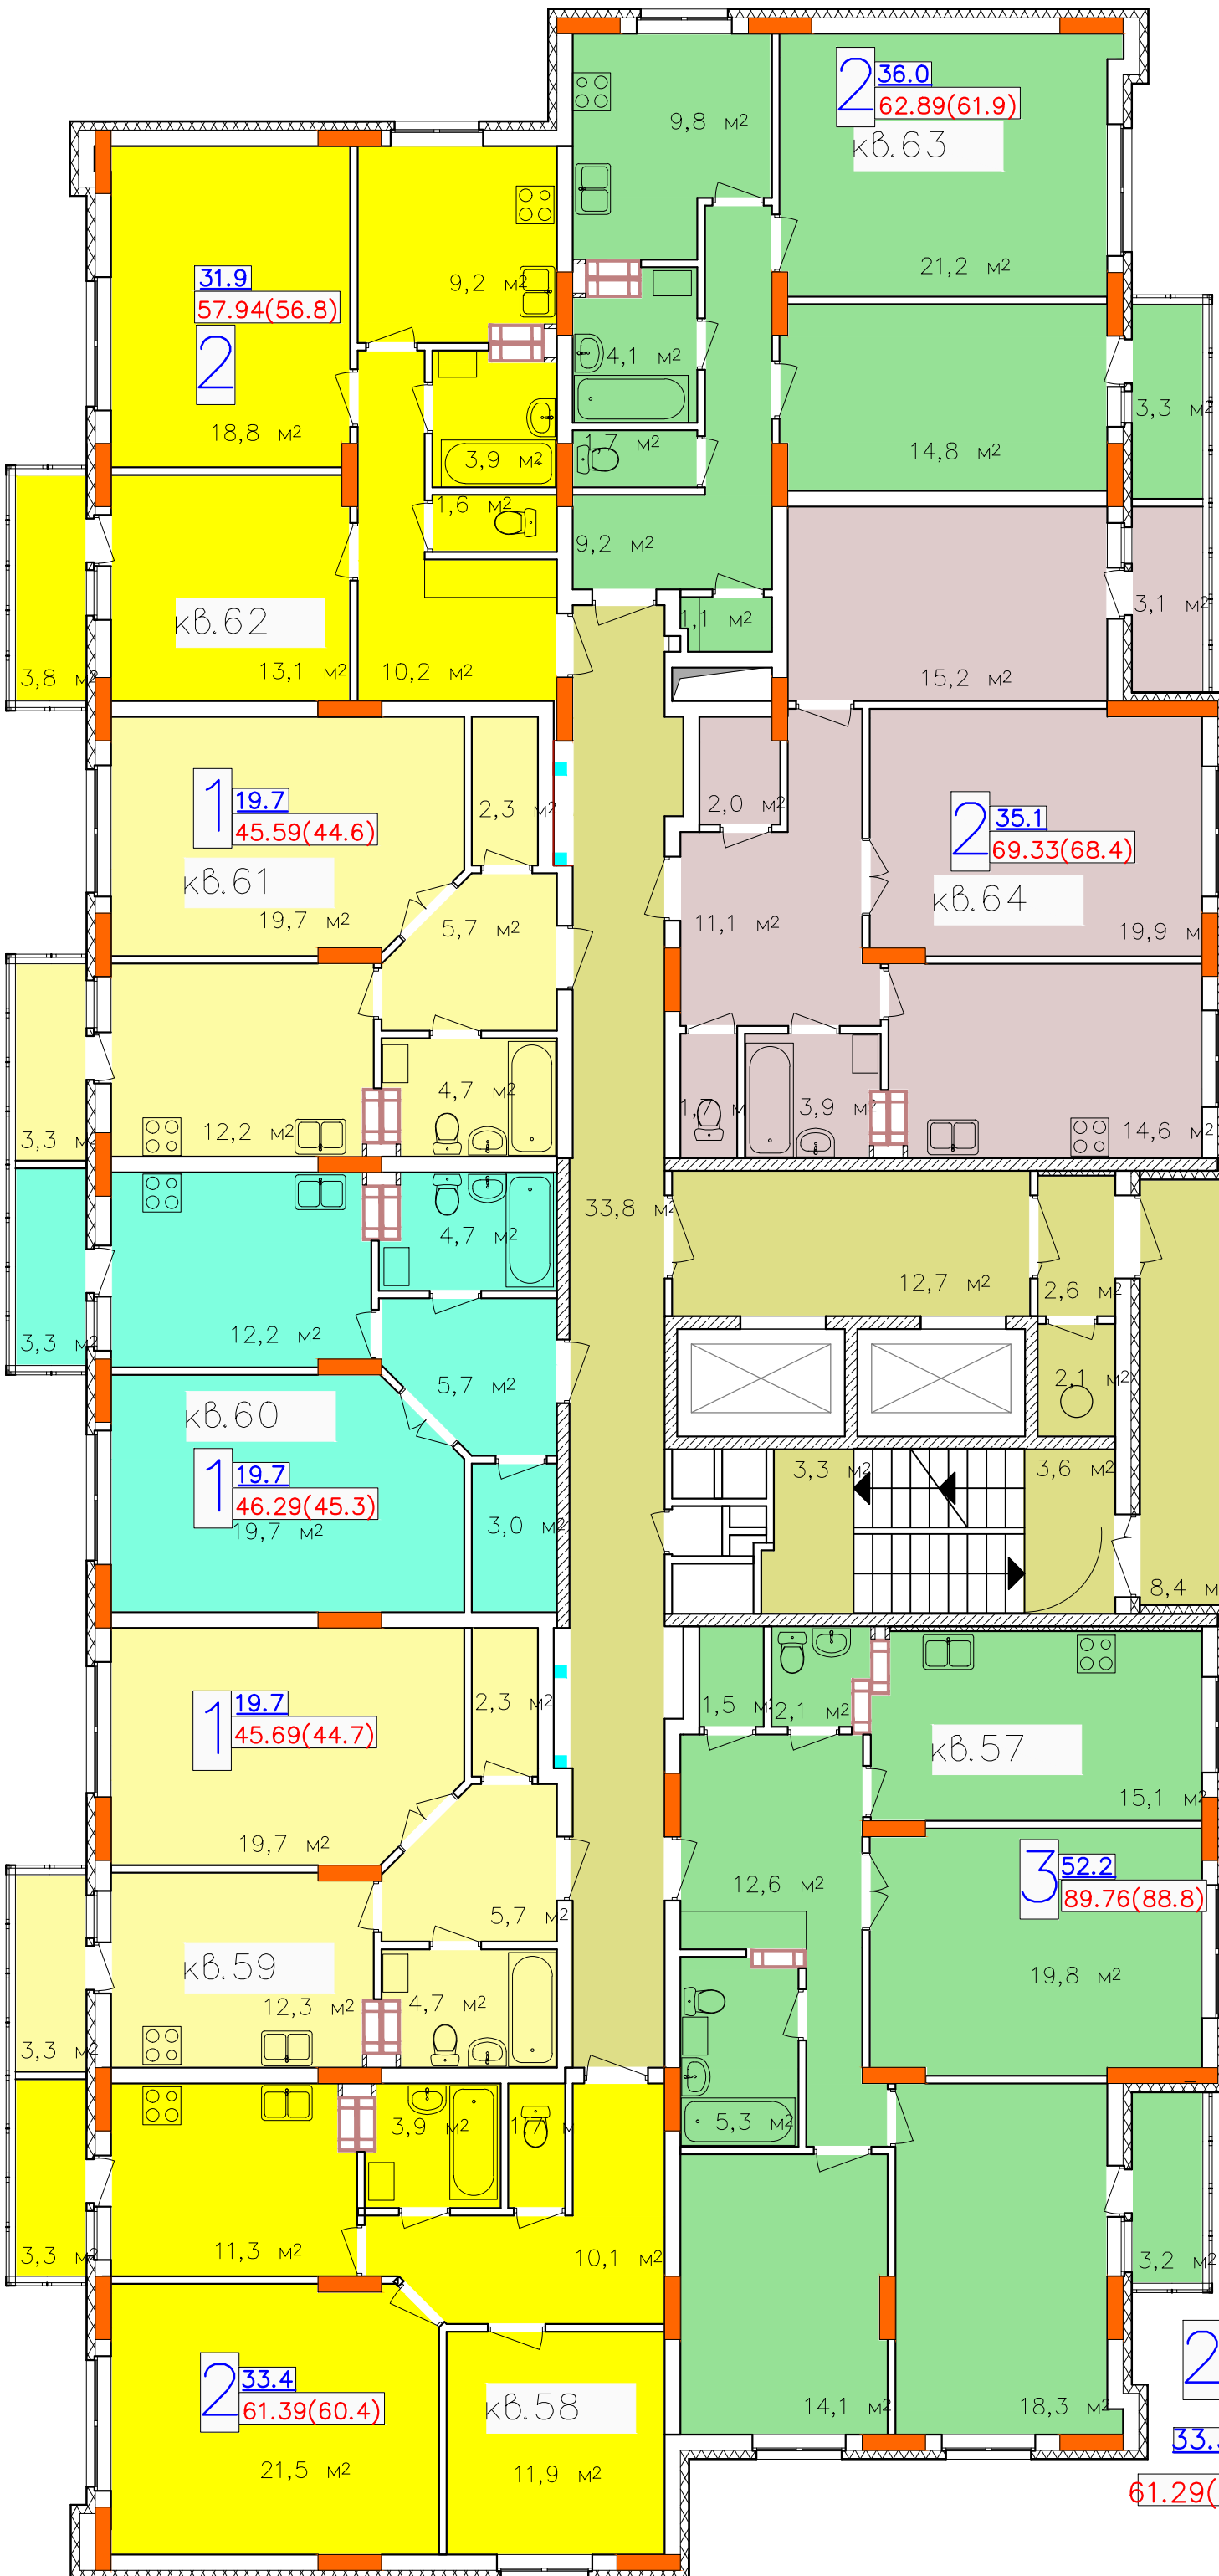 2 36.0
62.89(61.9)
кв.63
9,8 м²
21,2 м²
31.9
57.94(56.8)
2
9,2 м²
18,8 м²
4,1 м²
3,3 м²
14,8 м²
1,7 м²
3,9 м²
1,6 м²
9,2 м²
1,1 м²
3,1 м²
кв.62
3,8 м²
13,1 м²
10,2 м²
15,2 м²
1 19.7
45.59(44.6)
кв.61
19,7 м²
2,3 м²
5,7 м²
2,0 м²
2 35.1
69.33(68.4)
кв.64
11,1 м²
19,9 м
4,7 м²
12,2 м²
3,3 м²
1,7 м
3,9 м²
14,6 м²
33,8 м²
4,7 м²
12,7 м²
2,6 м²
12,2 м²
3,3 м²
5,7 м²
2,1 м²
кв.60
1 19.7
46.29(45.3)
19,7 м²
3,0 м²
3,3 м²
3,6 м²
8,4 м
1 19.7
45.69(44.7)
2,3 м²
1,5 м²
2,1 м²
кв.57
15,1 м²
19,7 м²
5,7 м²
12,6 м²
3 52.2
89.76(88.8)
19,8 м²
кв.59
12,3 м²
4,7 м²
3,3 м²
3,9 м²
1,7 м
5,3 м²
11,3 м²
10,1 м²
3,3 м²
3,2 м²
2 33.4
61.39(60.4)
21,5 м²
кв.58
11,9 м²
14,1 м²
18,3 м²
2
33.
61.29(